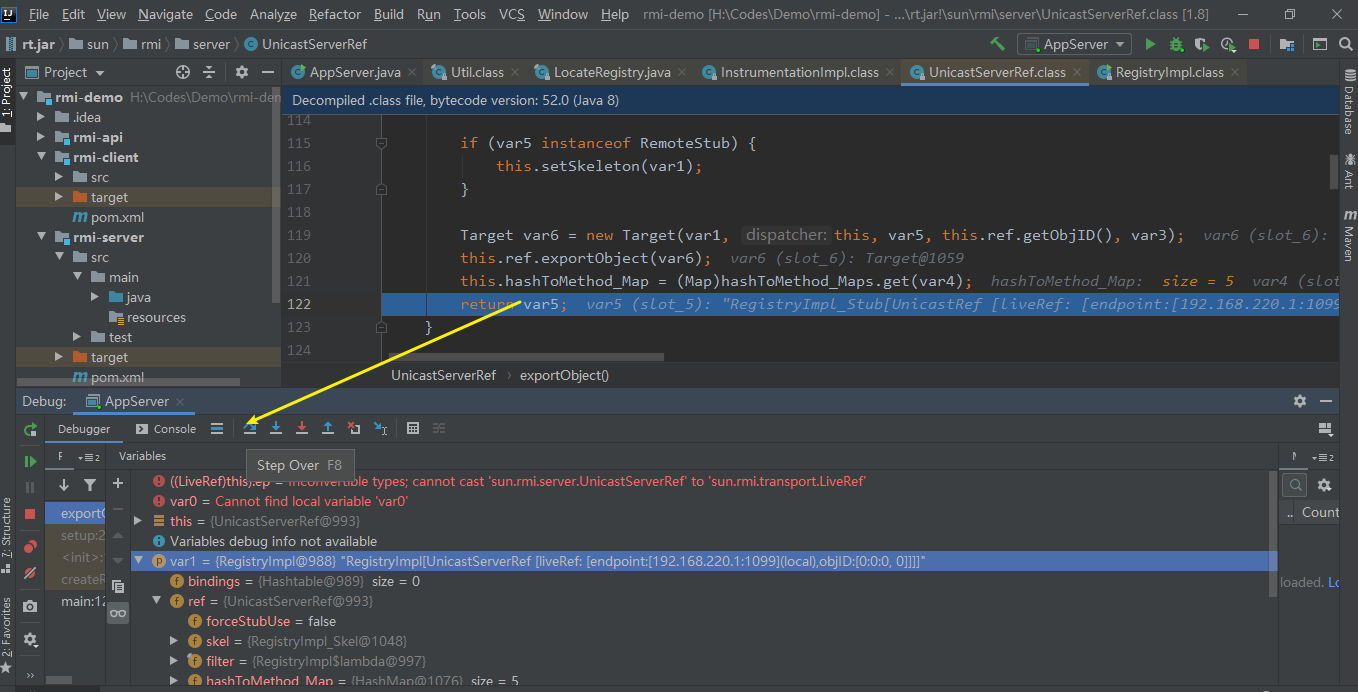 File Edit View Navigate Code Analyze Refactor Build Run Tools VCS Window Help rmi-demo [H:\Codes\Demo\rmi-demo] - ...\rt.jar!\sun\rmi\server\UnicastServerRef.class [1.8]
rt.jar sun rmi server UnicastServerRef AppServer
1: Project
Project
AppServer.java Util.class LocateRegistry.java InstrumentationImpl.class UnicastServerRef.class RegistryImpl.class
rmi-demo H:\Codes\Demo\rmi-den
.idea
rmi-api
rmi-client
src
target
pom.xml
rmi-server
src
main
java
resources
test
target
pom.xml
Decompiled .class file, bytecode version: 52.0 (Java 8)
114
115 if (var5 instanceof RemoteStub) {
116 this.setSkeleton(var1);
117 }
118
119 Target var6 = new Target(var1, dispatcher: this, var5, this.ref.getObjID(), var3); var6 (slot_6):
120 this.ref.exportObject(var6); var6 (slot_6): Target@1059
121 this.hashToMethod_Map = (Map)hashToMethod_Maps.get(var4); hashToMethod_Map: size = 5 var4 (slot
122 return var5; var5 (slot_5): "RegistryImpl_Stub[UnicastRef [liveRef: [endpoint:[192.168.220.1:1099
123 }
124
UnicastServerRef exportObject()
Database
Ant
Maven
Debug: AppServer
Debugger Console
Step Over F8
F 2 Variables
exportO
setup:2
<init>:
createR
main:12
((LiveRef)this).ep = Inconvertible types; cannot cast 'sun.rmi.server.UnicastServerRef' to 'sun.rmi.transport.LiveRef'
var0 = Cannot find local variable 'var0'
this = {UnicastServerRef@993}
Variables debug info not available
var1 = {RegistryImpl@988} "RegistryImpl[UnicastServerRef [liveRef: [endpoint:[192.168.220.1:1099](local),objID:[0:0:0, 0]]]]"
bindings = {Hashtable@989} size = 0
ref = {UnicastServerRef@993}
forceStubUse = false
skel = {RegistryImpl_Skel@1048}
filter = {RegistryImpl$lambda@997}
hashToMethod_Map = {HashMap@1076} size = 5
2
.. Count
loaded. Lo
7: Structure
2: Favorites